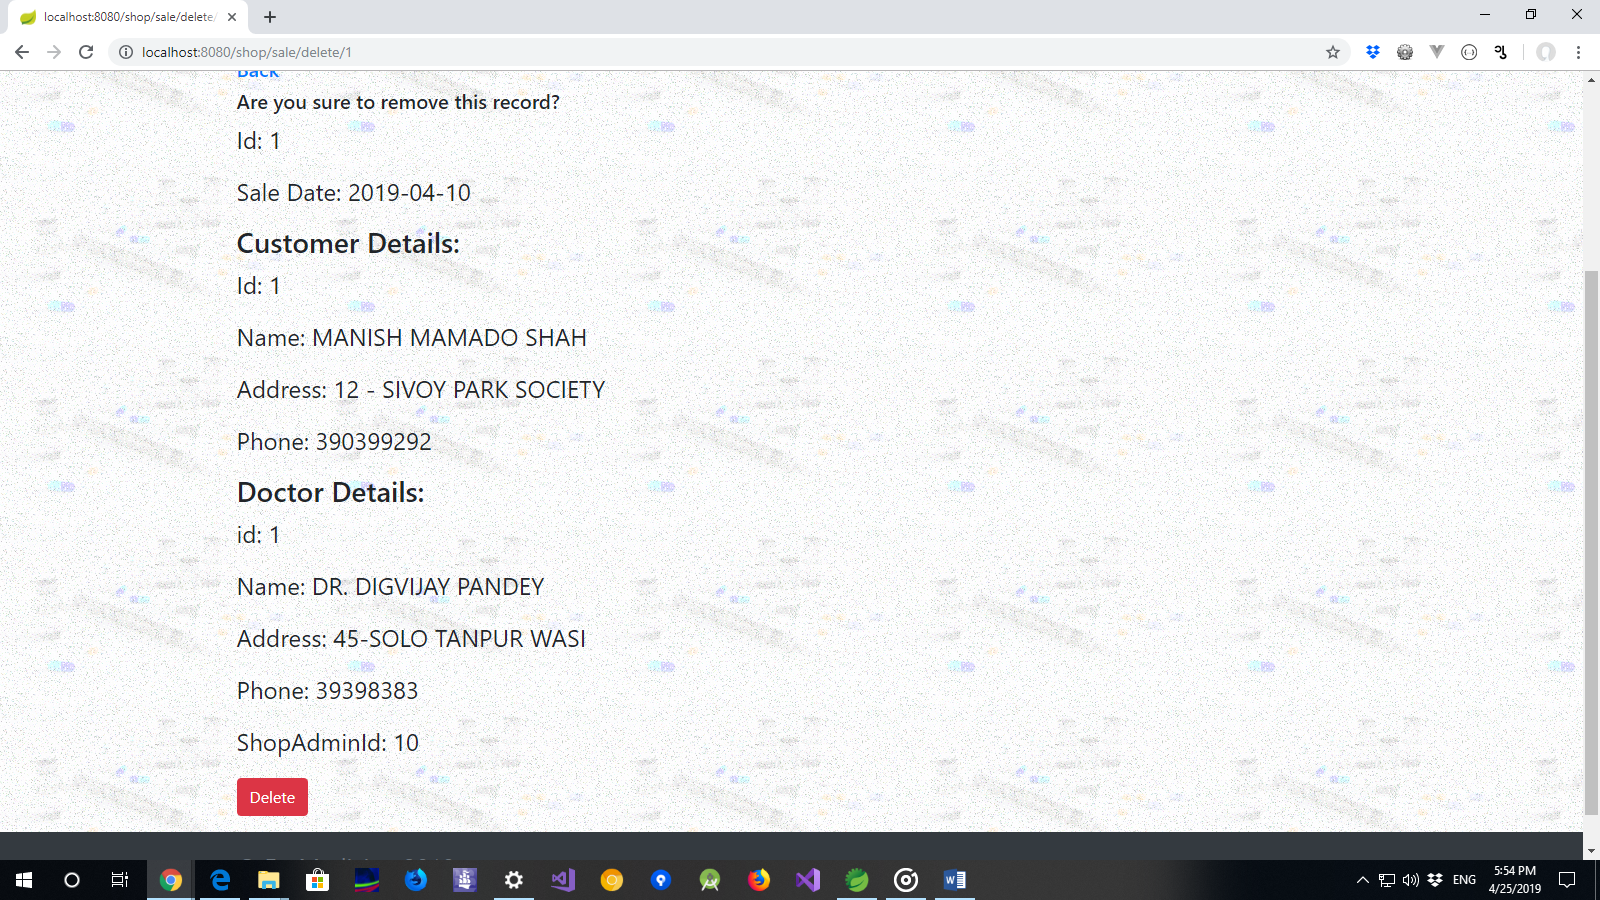 localhost:8080/shop/sale/delete/
localhost:8080/shop/sale/delete/1
Back
Are you sure to remove this record?
Id: 1
Sale Date: 2019-04-10
Customer Details:
Id: 1
Name: MANISH MAMADO SHAH
Address: 12 - SIVOY PARK SOCIETY
Phone: 390399292
Doctor Details:
id: 1
Name: DR. DIGVIJAY PANDEY
Address: 45-SOLO TANPUR WASI
Phone: 39398383
ShopAdminId: 10
Delete
ENG
5:54 PM
4/25/2019